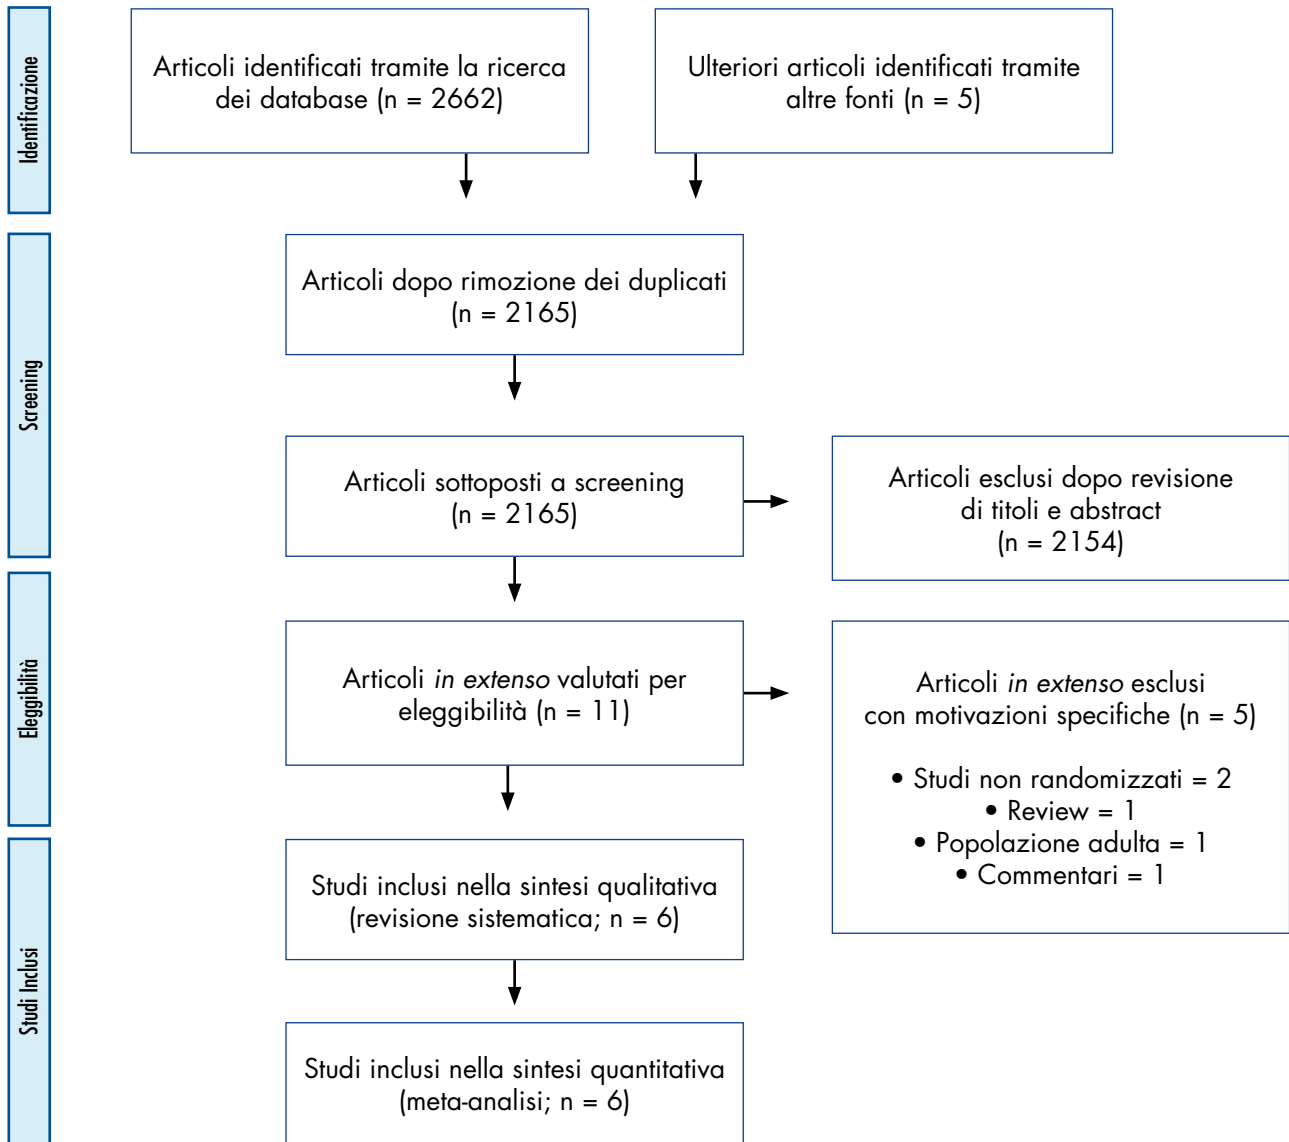 Identificazione
Articoli identificati tramite la ricerca
dei database (n = 2662)
Ulteriori articoli identificati tramite
altre fonti (n = 5)
Screening
Articoli dopo rimozione dei duplicati
(n = 2165)
Articoli sottoposti a screening
(n = 2165)
Articoli esclusi dopo revisione
di titoli e abstract
(n = 2154)
Eleggibilità
Articoli in extenso valutati per
eleggibilità (n = 11)
Articoli in extenso esclusi
con motivazioni specifiche (n = 5)
• Studi non randomizzati = 2
• Review = 1
• Popolazione adulta = 1
• Commentari = 1
Studi Inclusi
Studi inclusi nella sintesi qualitativa
(revisione sistematica; n = 6)
Studi inclusi nella sintesi quantitativa
(meta-analisi; n = 6)